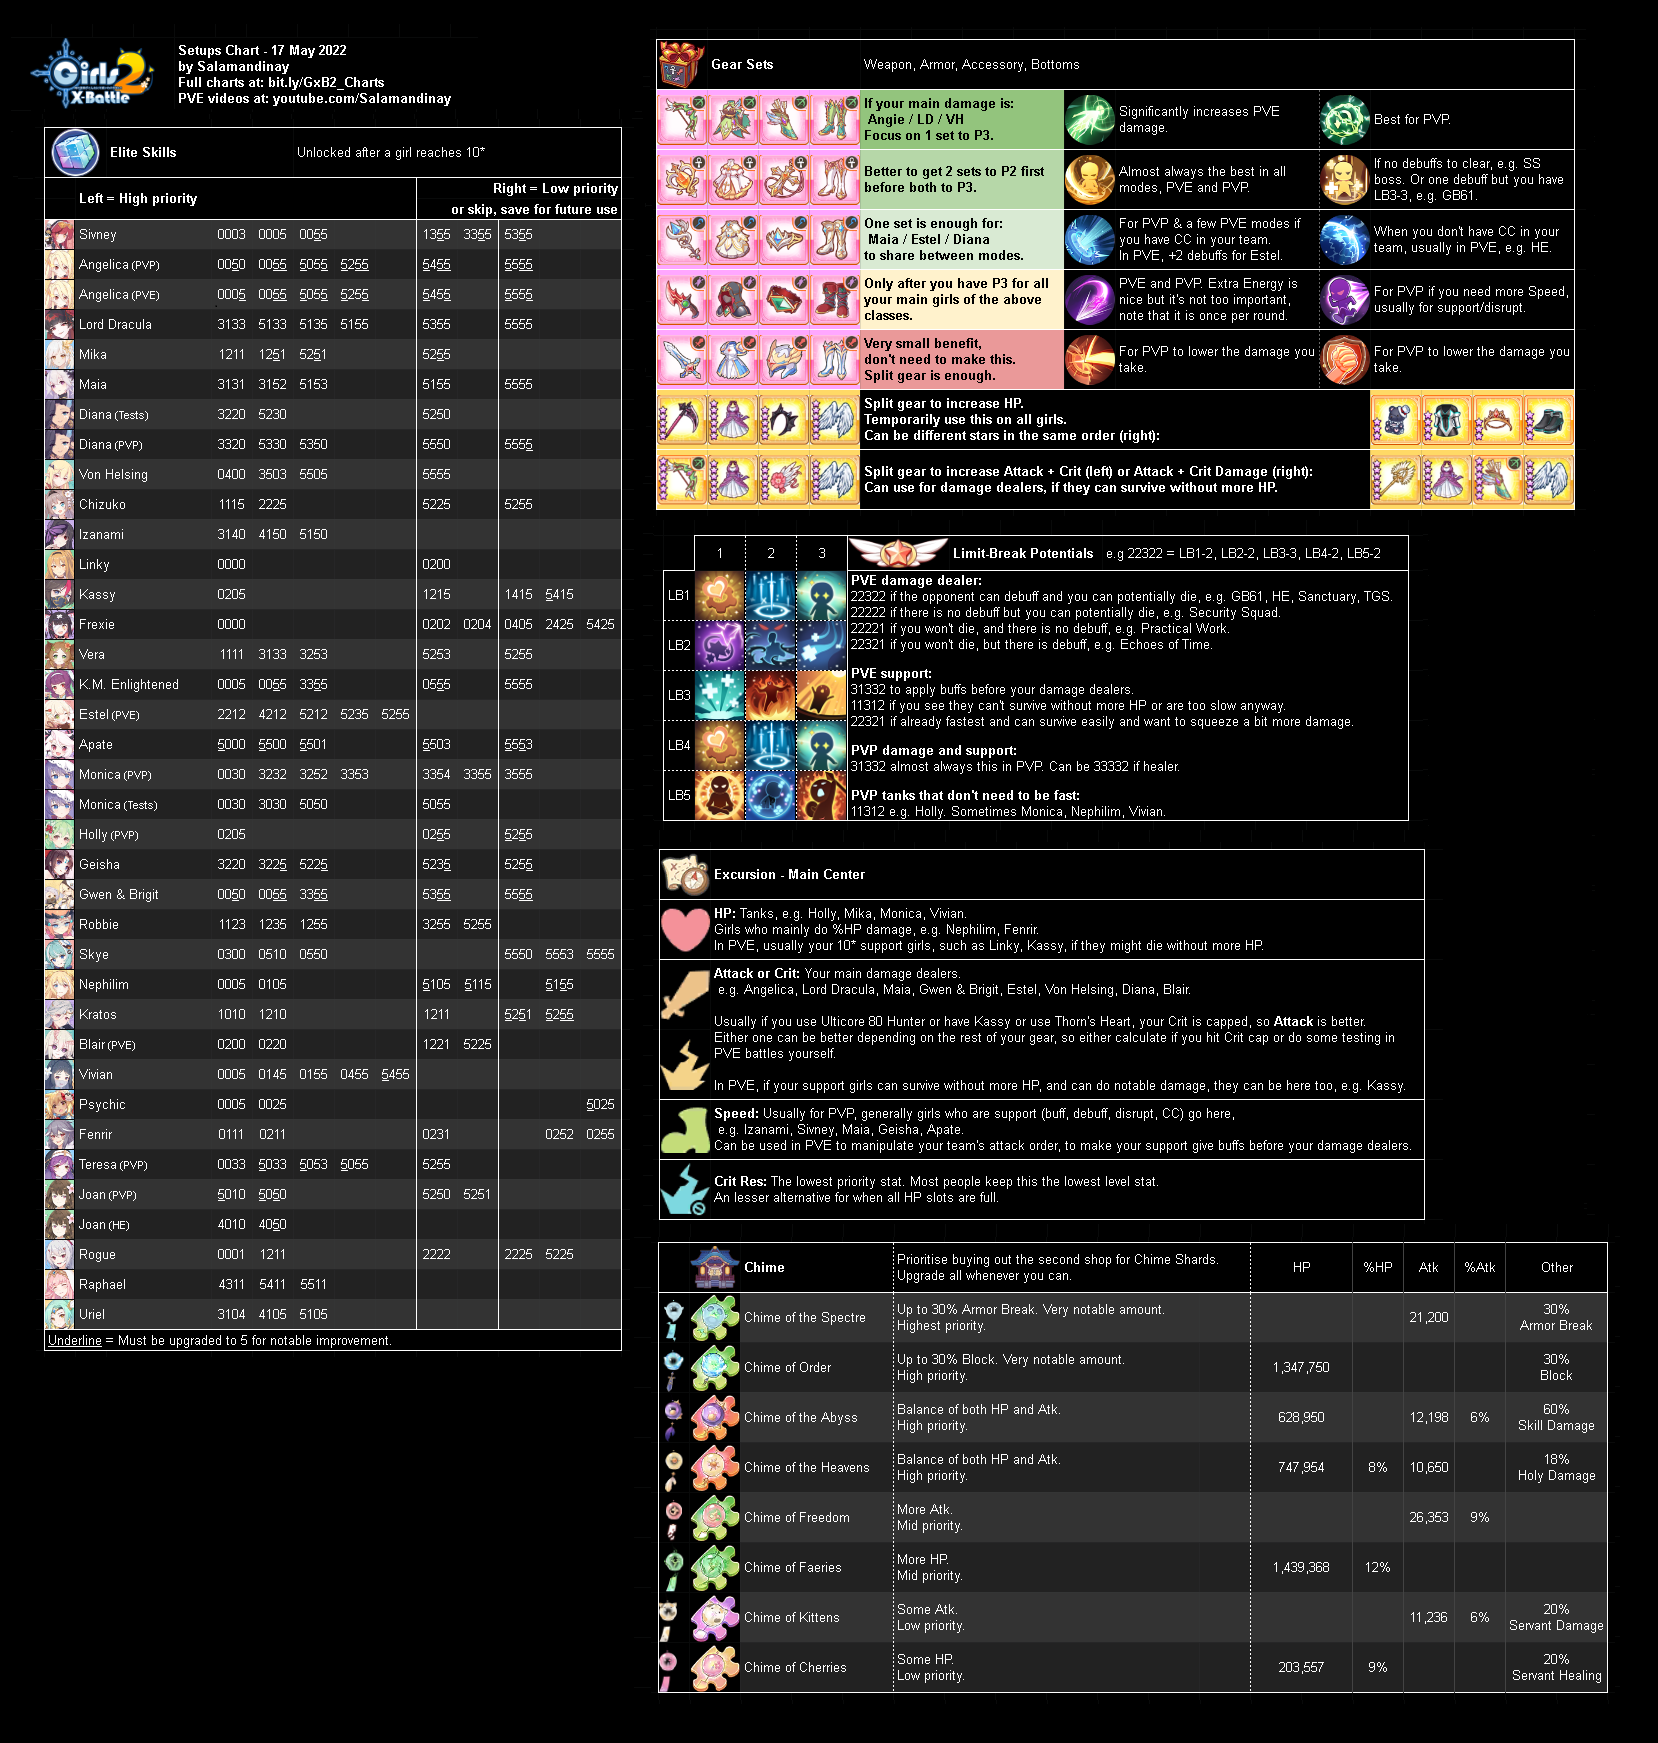 Girls 2
X-Battle
Setups Chart - 17 May 2022
by Salamandinay
Full charts at: bit.ly/GxB2_Charts
PVE videos at: youtube.com/Salamandinay
Elite Skills Unlocked after a girl reaches 10*
Left = High priority Right = Low priority
or skip, save for future use
Sivney 0003 0005 0055 1355 3355 5355
Angelica (PVP) 0050 0055 5055 5255 5455 5555
Angelica (PVE) 0005 0055 5055 5255 5455 5555
Lord Dracula 3133 5133 5135 5155 5355 5555
Mika 1211 1251 5251 5255
Maia 3131 3152 5153 5155 5555
Diana (Tests) 3220 5230 5250
Diana (PVP) 3320 5330 5350 5550 5555
Von Helsing 0400 3503 5505 5555
Chizuko 1115 2225 5225 5255
Izanami 3140 4150 5150
Linky 0000 0200
Kassy 0205 1215 1415 5415
Frexie 0000 0202 0204 0405 2425 5425
Vera 1111 3133 3253 5253 5255
K.M. Enlightened 0005 0055 3355 0555 5555
Estel (PVE) 2212 4212 5212 5235 5255
Apate 5000 5500 5501 5503 5553
Monica (PVP) 0030 3232 3252 3353 3354 3355 3555
Monica (Tests) 0030 3030 5050 5055
Holly (PVP) 0205 0255 5255
Geisha 3220 3225 5225 5235 5255
Gwen & Brigit 0050 0055 3355 5355 5555
Robbie 1123 1235 1255 3255 5255
Skye 0300 0510 0550 5550 5553 5555
Nephilim 0005 0105 5105 5115 5155
Kratos 1010 1210 1211 5251 5255
Blair (PVE) 0200 0220 1221 5225
Vivian 0005 0145 0155 0455 5455
Psychic 0005 0025 5025
Fenrir 0111 0211 0231 0252 0255
Teresa (PVP) 0033 5033 5053 5055 5255
Joan (PVP) 5010 5050 5250 5251
Joan (HE) 4010 4050
Rogue 0001 1211 2222 2225 5225
Raphael 4311 5411 5511
Uriel 3104 4105 5105
Underline = Must be upgraded to 5 for notable improvement.
Gear Sets Weapon, Armor, Accessory, Bottoms
If your main damage is:
Angie / LD / VH
Focus on 1 set to P3.
Significantly increases PVE
damage.
Best for PVP.
Better to get 2 sets to P2 first
before both to P3.
Almost always the best in all
modes, PVE and PVP.
If no debuffs to clear, e.g. SS
boss. Or one debuff but you have
LB3-3, e.g. GB61.
One set is enough for:
Maia / Estel / Diana
to share between modes.
For PVP & a few PVE modes if
you have CC in your team.
In PVE, +2 debuffs for Estel.
When you don't have CC in your
team, usually in PVE, e.g. HE.
Only after you have P3 for all
your main girls of the above
classes.
PVE and PVP. Extra Energy is
nice but it's not too important,
note that it is once per round.
For PVP if you need more Speed,
usually for support/disrupt.
Very small benefit,
don't need to make this.
Split gear is enough.
For PVP to lower the damage you
take.
For PVP to lower the damage you
take.
Split gear to increase HP.
Temporarily use this on all girls.
Can be different stars in the same order (right):
Split gear to increase Attack + Crit (left) or Attack + Crit Damage (right):
Can use for damage dealers, if they can survive without more HP.
1 2 3 Limit-Break Potentials e.g 22322 = LB1-2, LB2-2, LB3-3, LB4-2, LB5-2
LB1
LB2
LB3
LB4
LB5
PVE damage dealer:
22322 if the opponent can debuff and you can potentially die, e.g. GB61, HE, Sanctuary, TGS.
22222 if there is no debuff but you can potentially die, e.g. Security Squad.
22221 if you won't die, and there is no debuff, e.g. Practical Work.
22321 if you won't die, but there is debuff, e.g. Echoes of Time.
PVE support:
31332 to apply buffs before your damage dealers.
11312 if you see they can't survive without more HP or are too slow anyway.
22321 if already fastest and can survive easily and want to squeeze a bit more damage.
PVP damage and support:
31332 almost always this in PVP. Can be 33332 if healer.
PVP tanks that don't need to be fast:
11312 e.g. Holly. Sometimes Monica, Nephilim, Vivian.
Excursion - Main Center
HP: Tanks, e.g. Holly, Mika, Monica, Vivian.
Girls who mainly do %HP damage, e.g. Nephilim, Fenrir.
In PVE, usually your 10* support girls, such as Linky, Kassy, if they might die without more HP.
Attack or Crit: Your main damage dealers.
e.g. Angelica, Lord Dracula, Maia, Gwen & Brigit, Estel, Von Helsing, Diana, Blair.
Usually if you use Ulticore 80 Hunter or have Kassy or use Thorn's Heart, your Crit is capped, so Attack is better.
Either one can be better depending on the rest of your gear, so either calculate if you hit Crit cap or do some testing in
PVE battles yourself.
In PVE, if your support girls can survive without more HP, and can do notable damage, they can be here too, e.g. Kassy.
Speed: Usually for PVP, generally girls who are support (buff, debuff, disrupt, CC) go here,
e.g. Izanami, Sivney, Maia, Geisha, Apate.
Can be used in PVE to manipulate your team's attack order, to make your support give buffs before your damage dealers.
Crit Res: The lowest priority stat. Most people keep this the lowest level stat.
An lesser alternative for when all HP slots are full.
Chime Prioritise buying out the second shop for Chime Shards.
Upgrade all whenever you can.
HP %HP Atk %Atk Other
Chime of the Spectre Up to 30% Armor Break. Very notable amount.
Highest priority.
21,200 30%
Armor Break
Chime of Order Up to 30% Block. Very notable amount.
High priority.
1,347,750 30%
Block
Chime of the Abyss Balance of both HP and Atk.
High priority.
628,950 12,198 6% 60%
Skill Damage
Chime of the Heavens Balance of both HP and Atk.
High priority.
747,954 8% 10,650 18%
Holy Damage
Chime of Freedom More Atk.
Mid priority.
26,353 9%
Chime of Faeries More HP.
Mid priority.
1,439,368 12%
Chime of Kittens Some Atk.
Low priority.
11,236 6% 20%
Servant Damage
Chime of Cherries Some HP.
Low priority.
203,557 9% 20%
Servant Healing